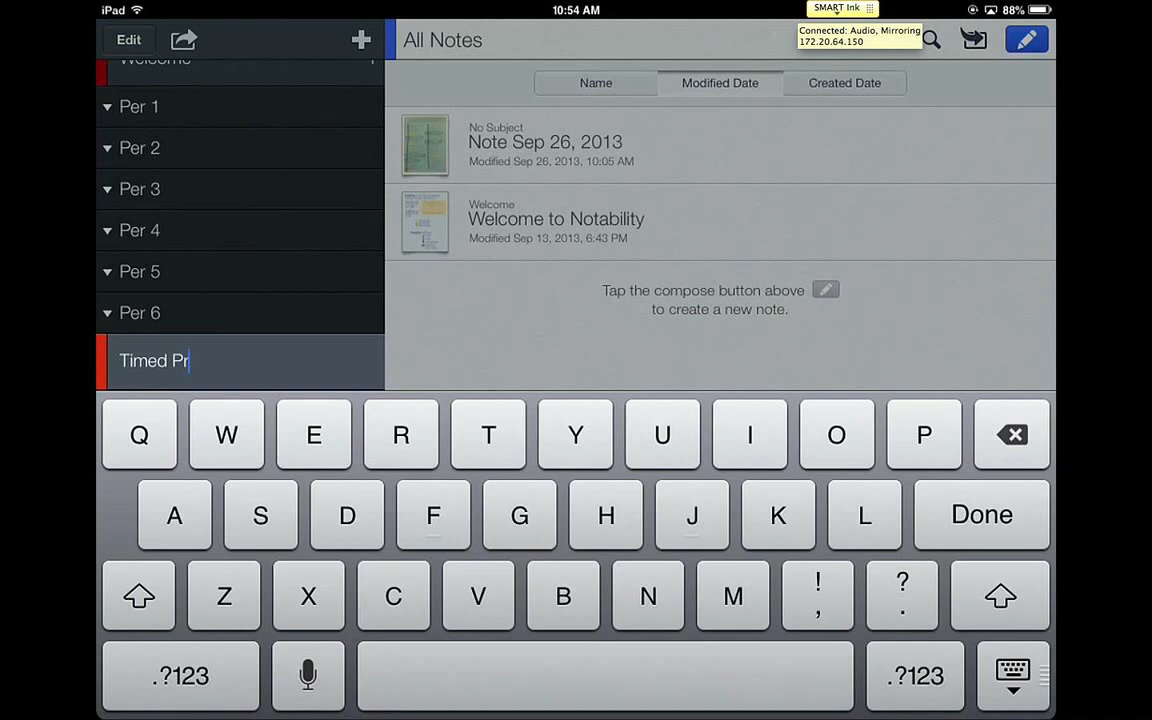 iPad
10:54 AM
SMART Ink
88%
Connected: Audio, Mirroring
172.20.64.150
Edit
All Notes
Welcome
Name
Modified Date
Created Date
Per 1
Per 2
Per 3
Per 4
Per 5
Per 6
Timed Pr
No Subject
Note Sep 26, 2013
Modified Sep 26, 2013, 10:05 AM
Welcome
Welcome to Notability
Modified Sep 13, 2013, 6:43 PM
Tap the compose button above
to create a new note.
Q W E R T Y U I O P
A S D F G H J K L Done
Z X C V B N M ! , ? .
.?123 .?123